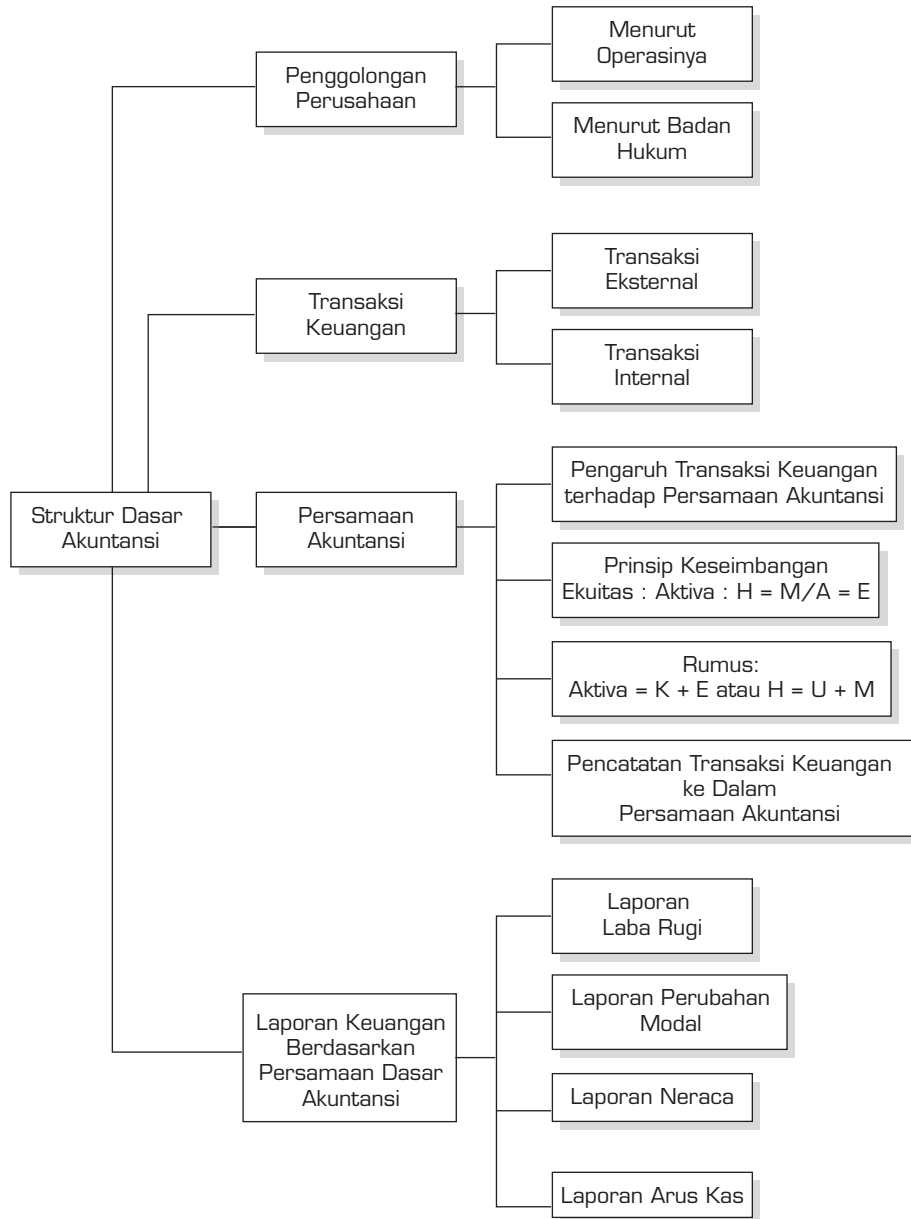 Menurut
Operasinya
Penggolongan
Perusahaan
Menurut Badan
Hukum
Transaksi
Eksternal
Transaksi
Keuangan
Transaksi
Internal
Pengaruh Transaksi Keuangan
terhadap Persamaan Akuntansi
Struktur Dasar
Akuntansi
Persamaan
Akuntansi
Prinsip Keseimbangan
Ekuitas : Aktiva : H = M/A = E
Rumus:
Aktiva = K + E atau H = U + M
Pencatatan Transaksi Keuangan
ke Dalam
Persamaan Akuntansi
Laporan
Laba Rugi
Laporan Keuangan
Berdasarkan
Persamaan Dasar
Akuntansi
Laporan Perubahan
Modal
Laporan Neraca
Laporan Arus Kas